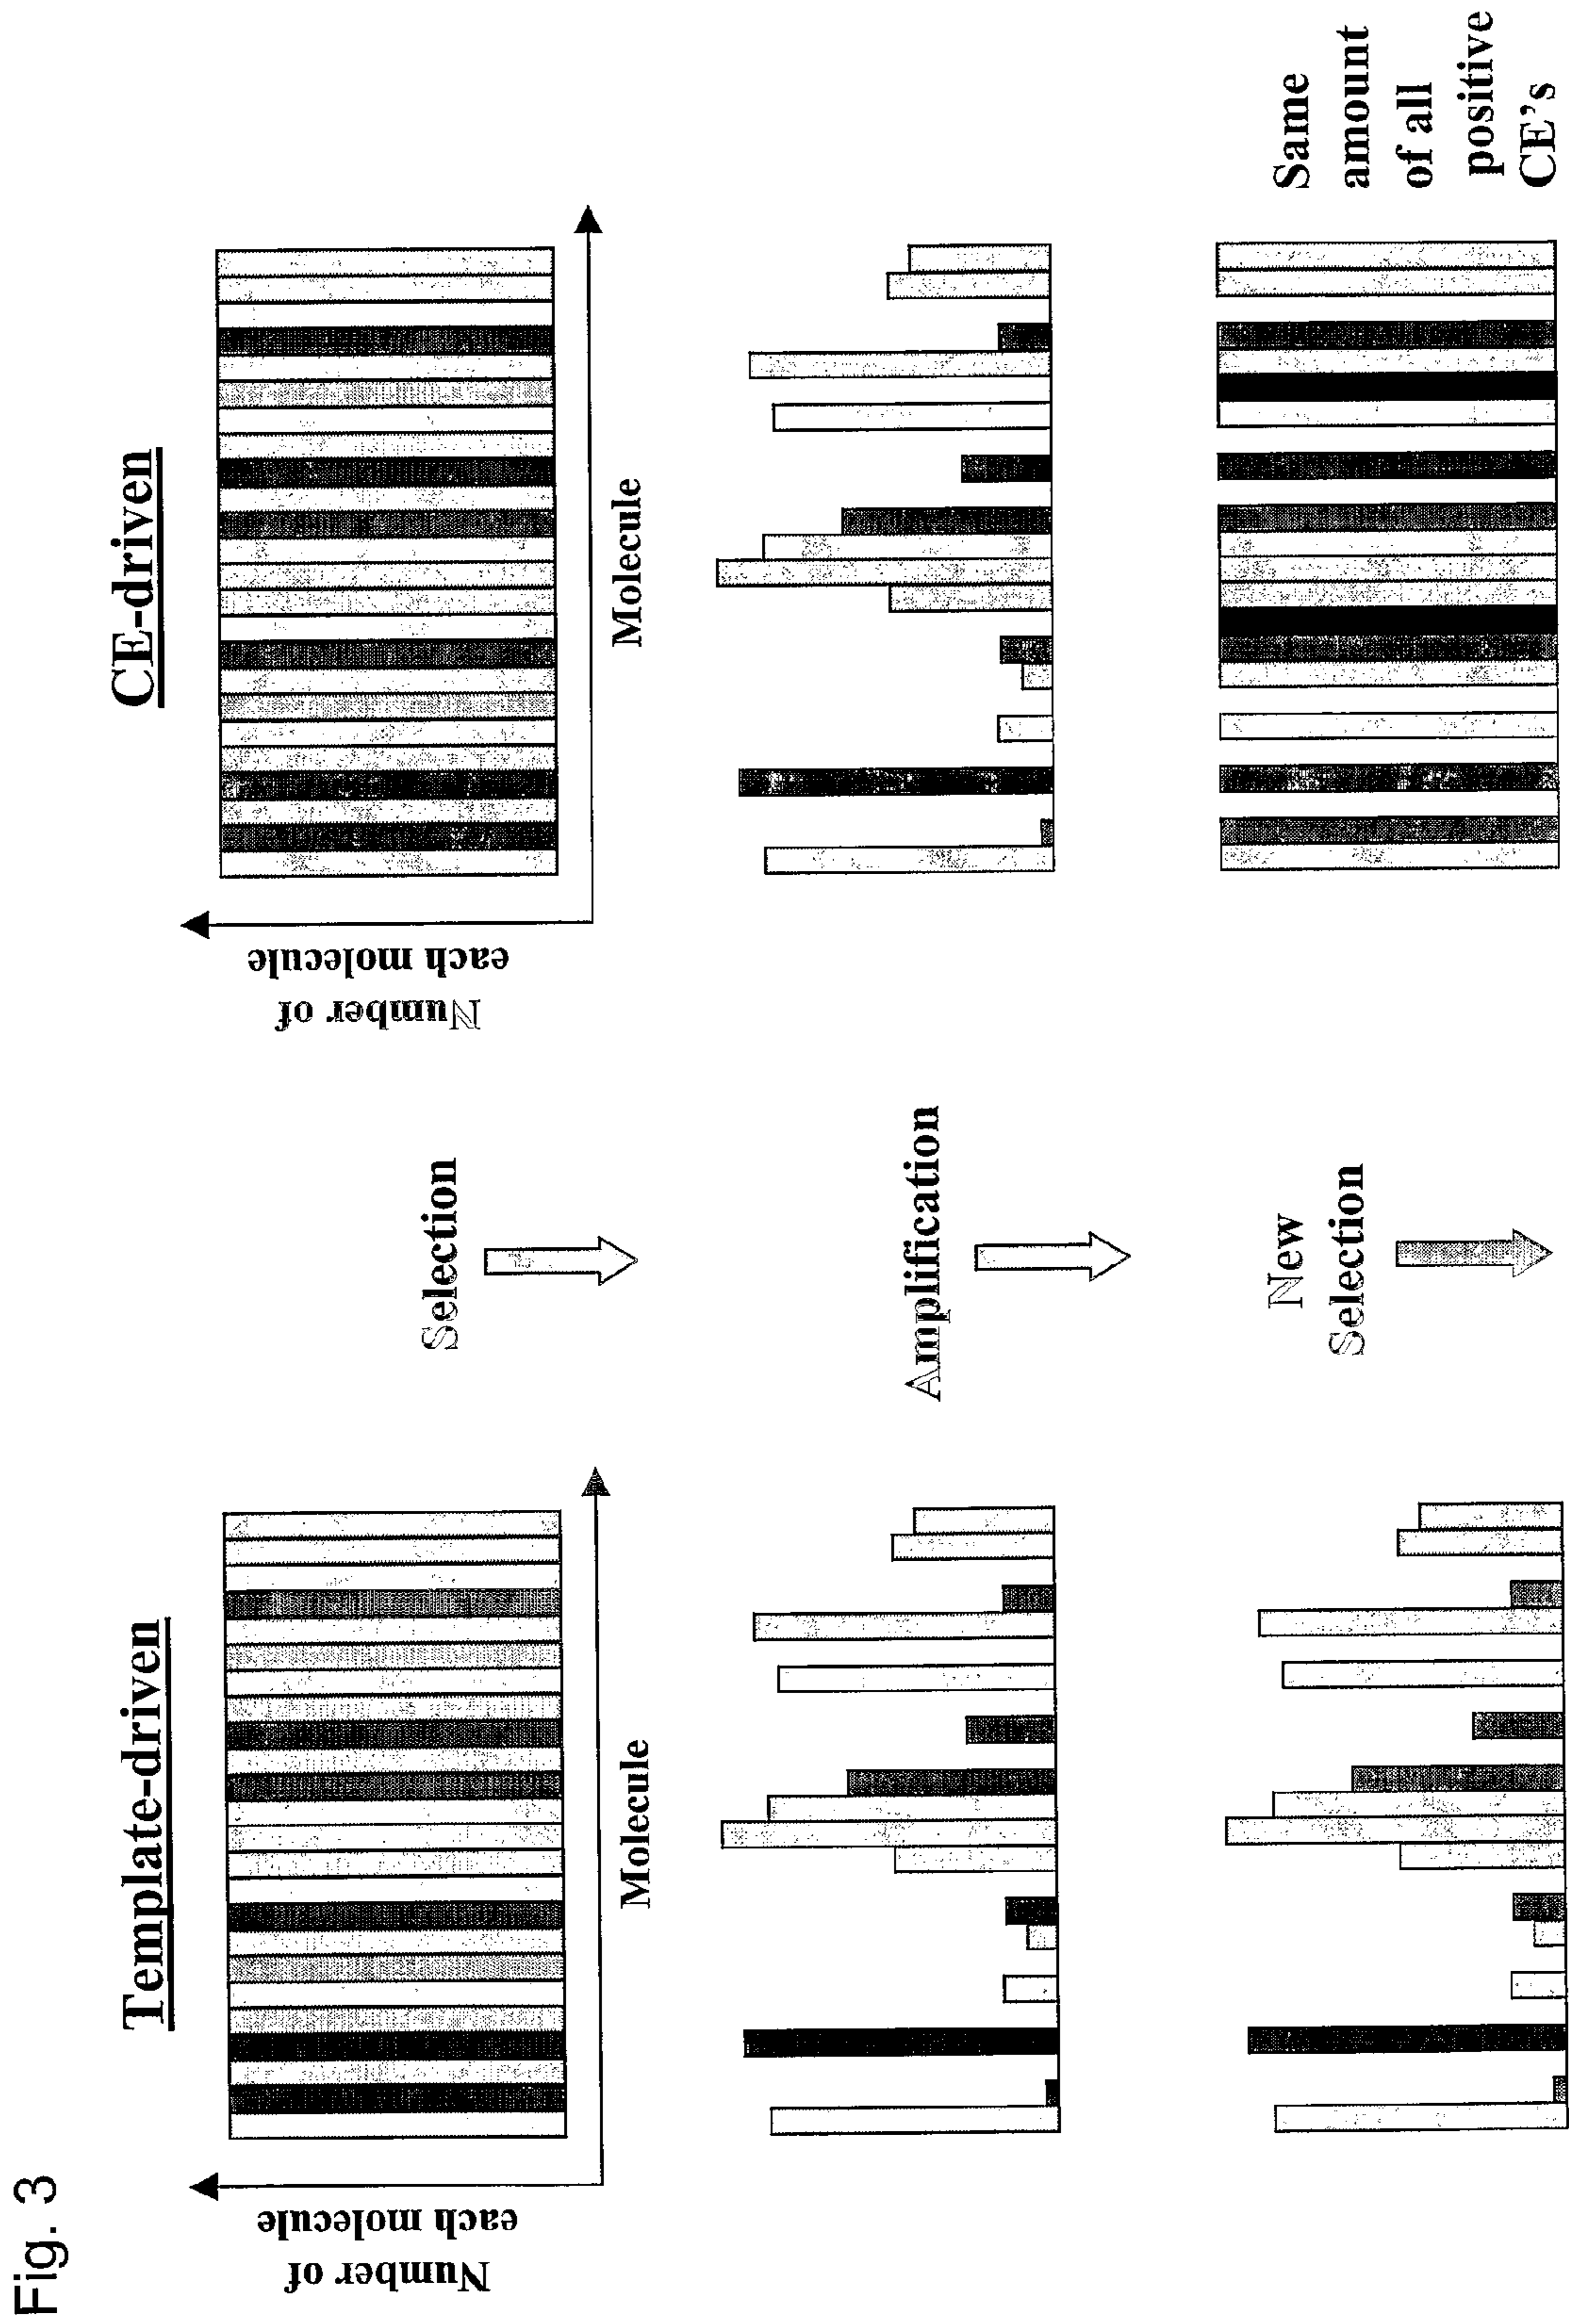 Fig. 3
Template-driven
CE-driven
Number of
each molecule
Molecule
Selection
Number of
each molecule
Molecule
Amplification
New
Selection
Same
amount
of all
positive
CE's